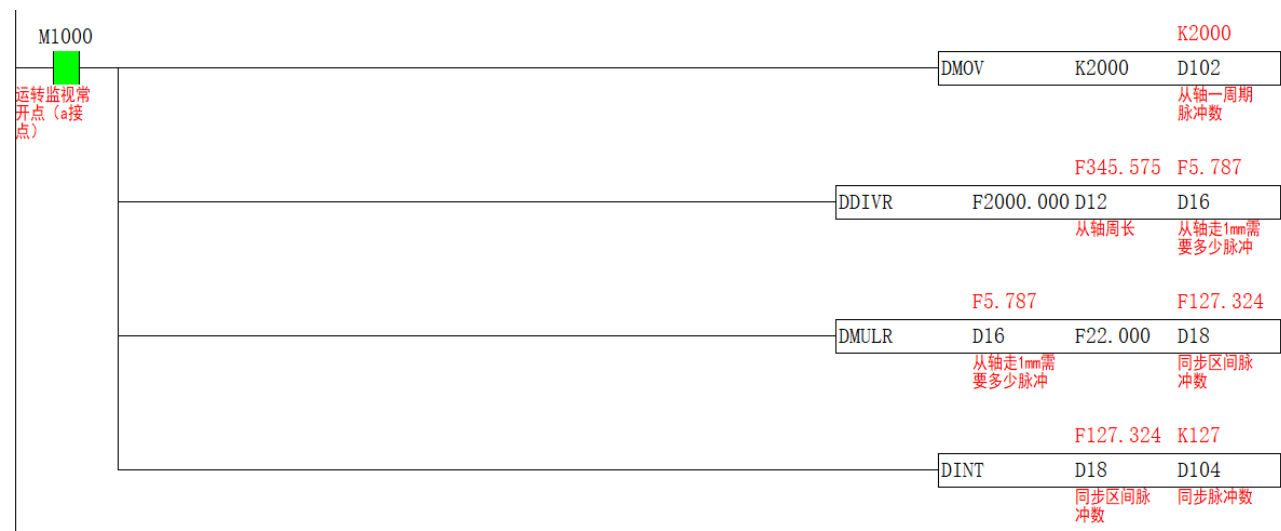 M1000
运转监视常
开点（a接
点）
K2000
DMOV K2000 D102
从轴一周期
脉冲数
F345.575 F5.787
DDIVR F2000.000 D12 D16
从轴周长 从轴走1mm需
要多少脉冲
F5.787 F127.324
DMULR D16 F22.000 D18
从轴走1mm需 同步区间脉
要多少脉冲 冲数
F127.324 K127
DINT D18 D104
同步区间脉 同步脉冲数
冲数